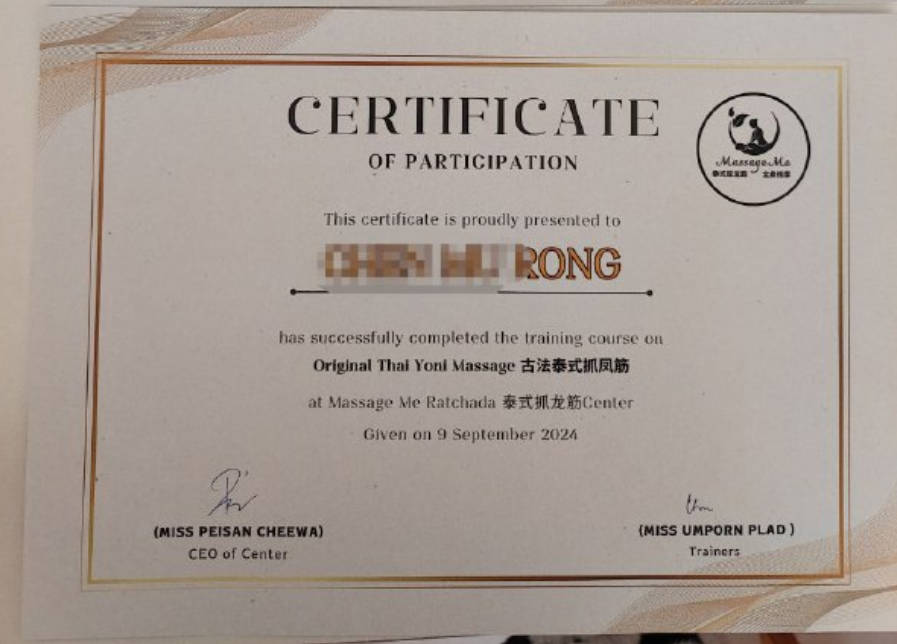 CERTIFICATE
OF PARTICIPATION
Massage Me
This certificate is proudly presented to
RONG
has successfully completed the training course on
Original Thai Yoni Massage 古法泰式抓凤筋
at Massage Me Ratchada 泰式抓龙筋Center
Given on 9 September 2024
(MISS PEISAN CHEEWA)
CEO of Center
(MISS UMPORN PLAD )
Trainers